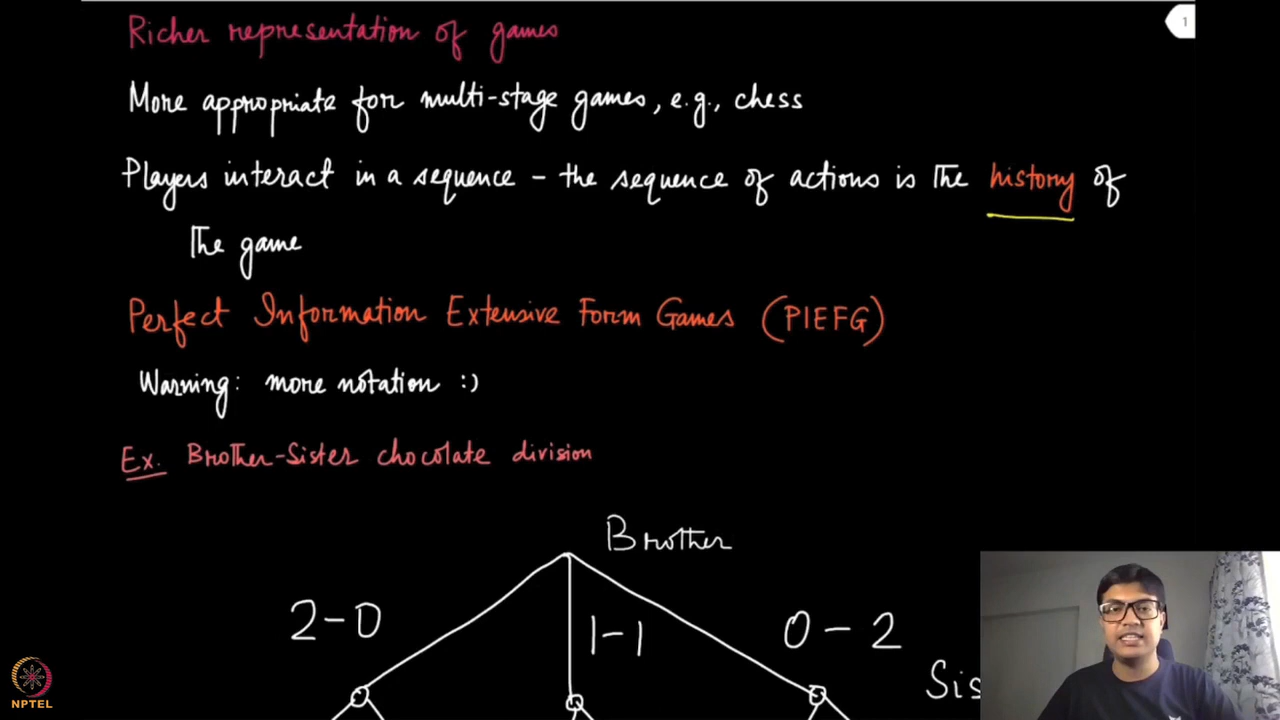 1
Richer representation of games
More appropriate for multi-stage games, e.g., chess
Players interact in a sequence - the sequence of actions is the history of
the game
Perfect Information Extensive Form Games (PIEFG)
Warning: more notation :)
Ex. Brother-Sister chocolate division
Brother
2-0
1-1
0-2
Sis
NPTEL